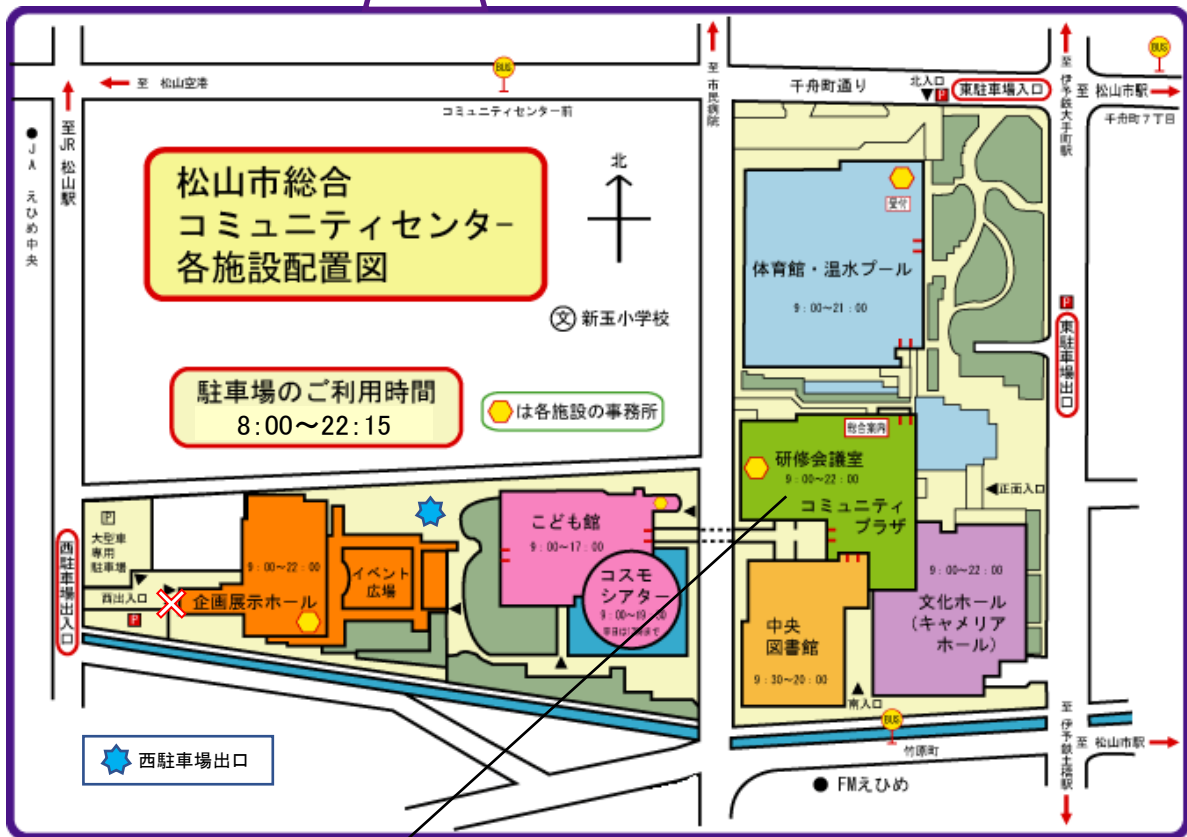 BUS
BUS
至 松山空港
コミュニティセンター前
至 市民病院
千舟町通り
北入口
P
東駐車場入口
至 伊予鉄大手町駅
至 松山市駅
千舟町7丁目
至JR 松山駅
JA えひめ中央
松山市総合
コミュニティセンター
各施設配置図
北
文 新玉小学校
受付
体育館・温水プール
9:00～21:00
P
東駐車場出口
駐車場のご利用時間
8:00～22:15
は各施設の事務所
総合案内
研修会議室
9:00～22:00
コミュニティ
プラザ
正面入口
P
大型車
専用
駐車場
西出入口
P
西駐車場出入口
9:00～22:00
企画展示ホール
イベント
広場
こども館
9:00～17:00
コスモ
シアター
中央
図書館
9:30～20:00
南入口
9:00～22:00
文化ホール
(キャメリア
ホール)
BUS
竹原町
至 伊予鉄土橋駅
至 松山市駅
FMえひめ
西駐車場出口